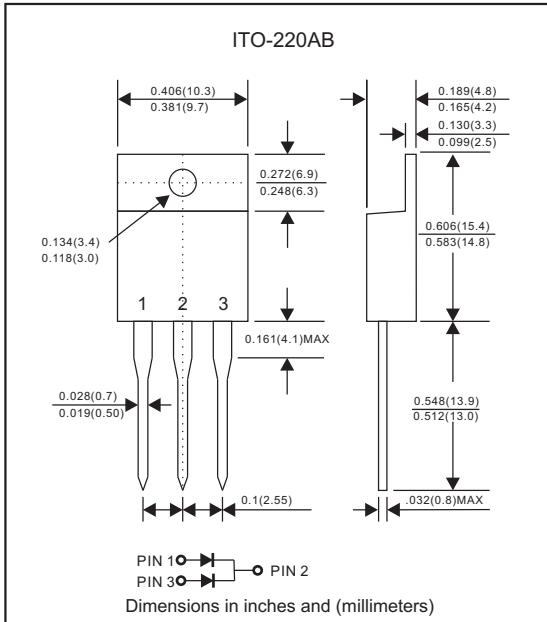 ITO-220AB
0.406(10.3)
0.381(9.7)
0.189(4.8)
0.165(4.2)
0.130(3.3)
0.099(2.5)
0.272(6.9)
0.248(6.3)
0.606(15.4)
0.583(14.8)
0.134(3.4)
0.118(3.0)
1 2 3
0.161(4.1)MAX
0.028(0.7)
0.019(0.50)
0.548(13.9)
0.512(13.0)
0.1(2.55)
.032(0.8)MAX
PIN 1
PIN 3
PIN 2
Dimensions in inches and (millimeters)